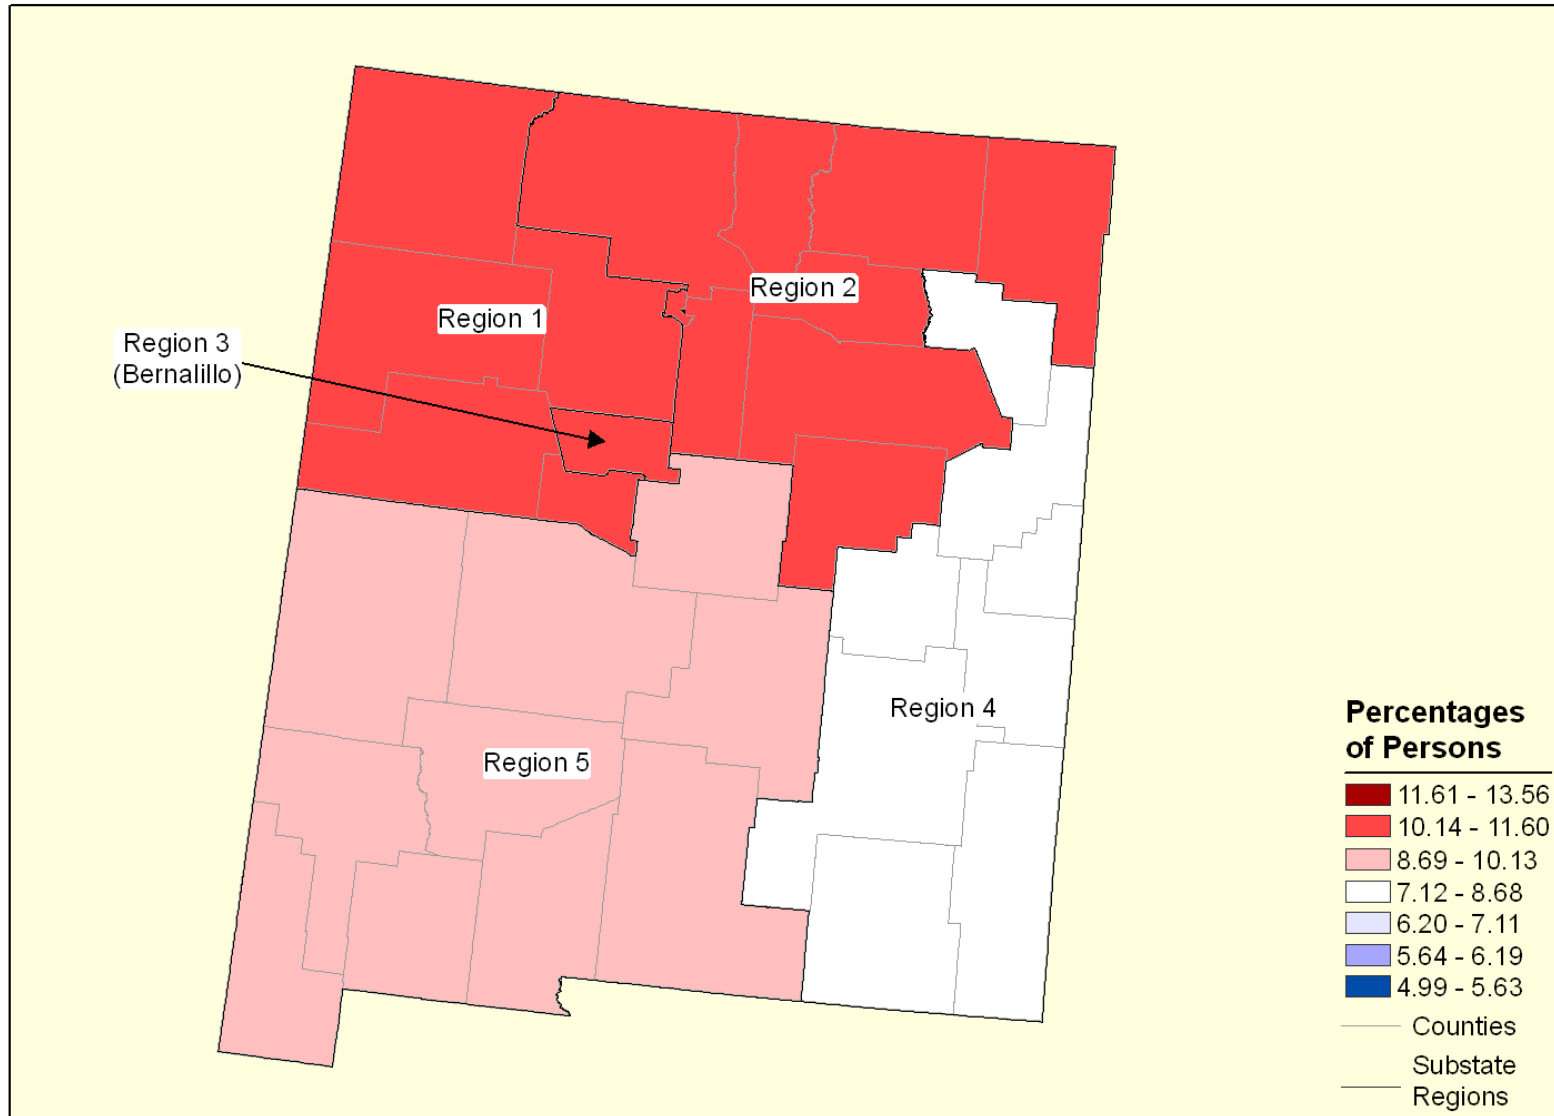 Region 2
Region 1
Region 3
(Bernalillo)
Region 4
Region 5
Percentages
of Persons
11.61 - 13.56
10.14 - 11.60
8.69 - 10.13
7.12 - 8.68
6.20 - 7.11
5.64 - 6.19
4.99 - 5.63
Counties
Substate
Regions